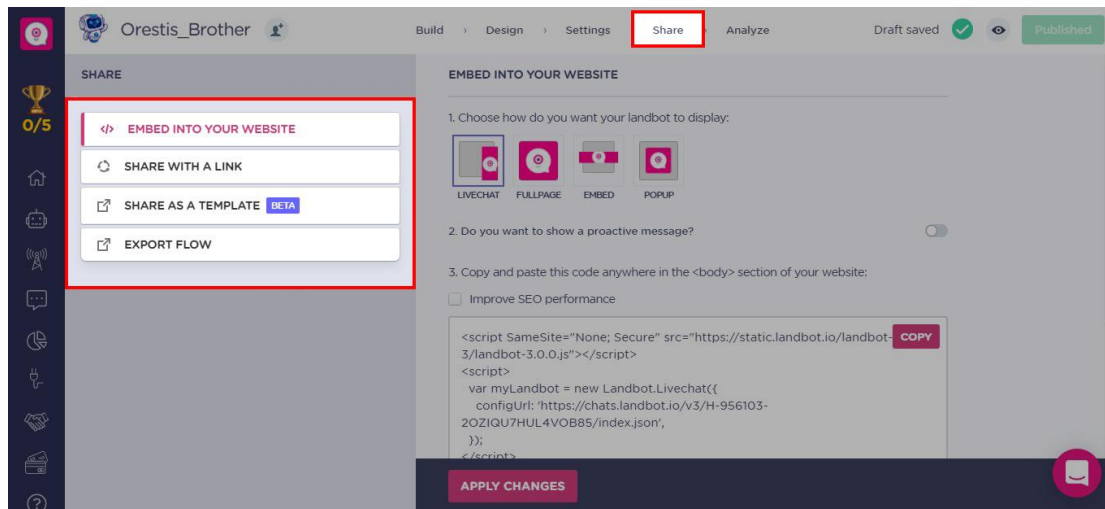 Orestis_Brother
Build › Design › Settings Share Analyze
Draft saved
Published
0/5
SHARE
</> EMBED INTO YOUR WEBSITE
SHARE WITH A LINK
SHARE AS A TEMPLATE BETA
EXPORT FLOW
EMBED INTO YOUR WEBSITE
1. Choose how do you want your landbot to display:
LIVECHAT FULLPAGE EMBED POPUP
2. Do you want to show a proactive message?
3. Copy and paste this code anywhere in the <body> section of your website:
Improve SEO performance
COPY
<script SameSite="None; Secure" src="https://static.landbot.io/landbot-
3/landbot-3.0.0.js"></script>
<script>
var myLandbot = new Landbot.Livechat({
configUrl: 'https://chats.landbot.io/v3/H-956103-
2OZIQU7HUL4VOB85/index.json',
});
</script>
APPLY CHANGES